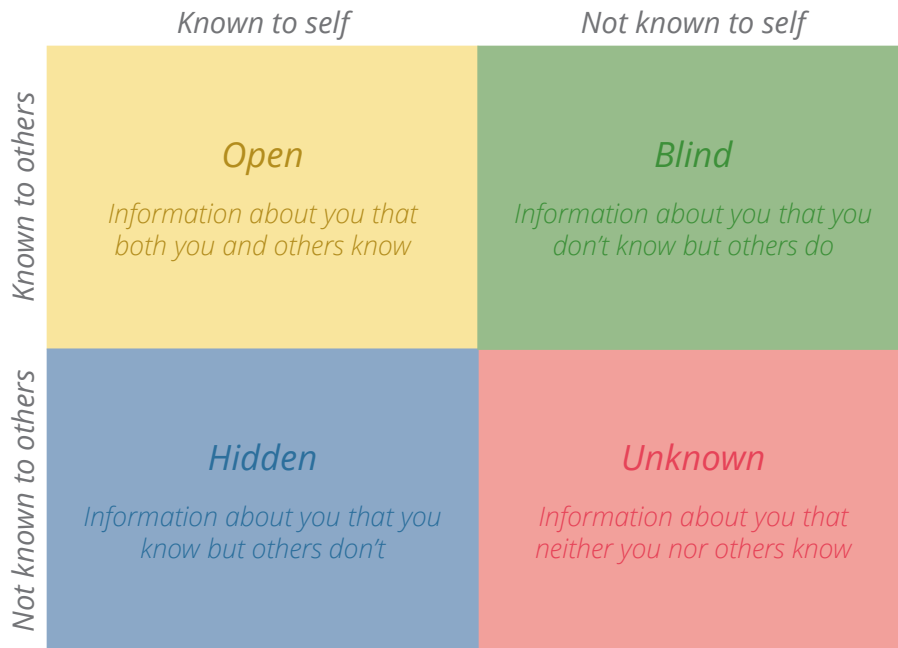 Known to self
Not known to self
Known to others
Open
Information about you that
both you and others know
Blind
Information about you that you
don’t know but others do
Not known to others
Hidden
Information about you that you
know but others don’t
Unknown
Information about you that
neither you nor others know